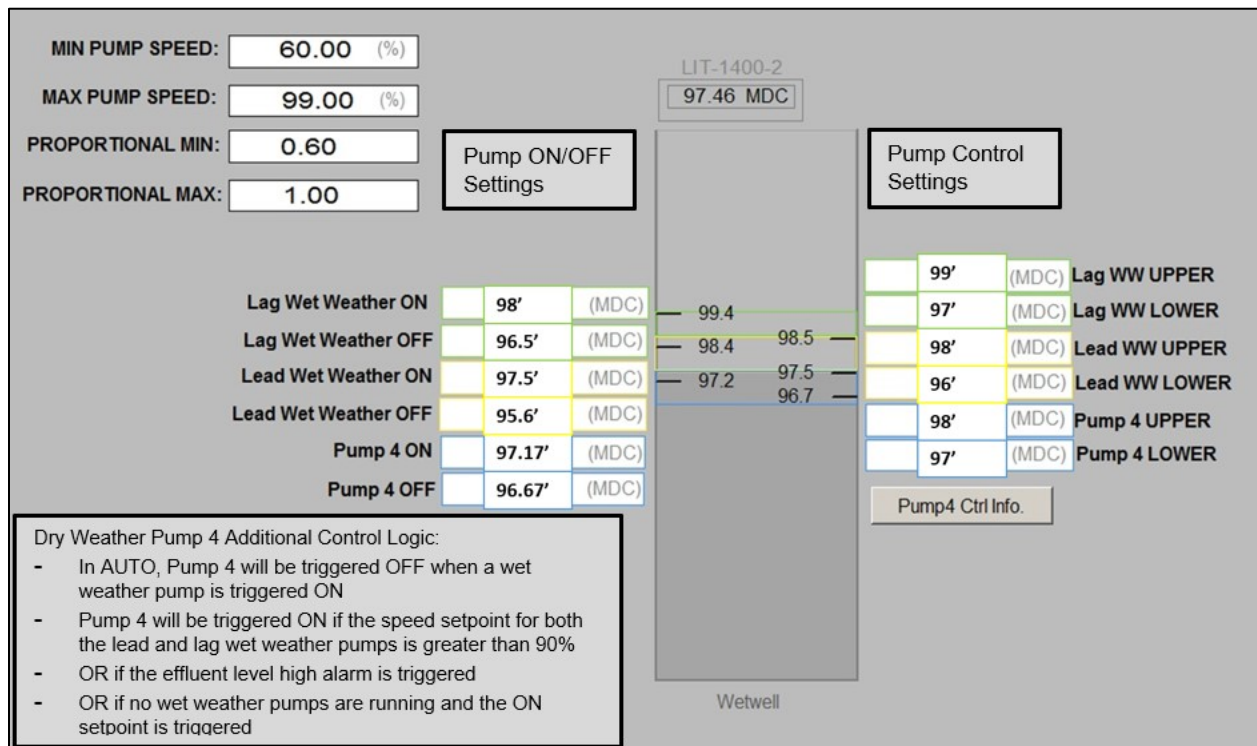 MIN PUMP SPEED: 60.00 (%)
MAX PUMP SPEED: 99.00 (%)
PROPORTIONAL MIN: 0.60
PROPORTIONAL MAX: 1.00
Pump ON/OFF
Settings
LIT-1400-2
97.46 MDC
Pump Control
Settings
Lag Wet Weather ON 98’ (MDC)
Lag Wet Weather OFF 96.5’ (MDC)
Lead Wet Weather ON 97.5’ (MDC)
Lead Wet Weather OFF 95.6’ (MDC)
Pump 4 ON 97.17’ (MDC)
Pump 4 OFF 96.67’ (MDC)
99.4
98.5
98.4
97.5
97.2
96.7
99’ (MDC) Lag WW UPPER
97’ (MDC) Lag WW LOWER
98’ (MDC) Lead WW UPPER
96’ (MDC) Lead WW LOWER
98’ (MDC) Pump 4 UPPER
97’ (MDC) Pump 4 LOWER
Pump4 Ctrl Info.
Wetwell
Dry Weather Pump 4 Additional Control Logic:
- In AUTO, Pump 4 will be triggered OFF when a wet
weather pump is triggered ON
- Pump 4 will be triggered ON if the speed setpoint for both
the lead and lag wet weather pumps is greater than 90%
- OR if the effluent level high alarm is triggered
- OR if no wet weather pumps are running and the ON
setpoint is triggered